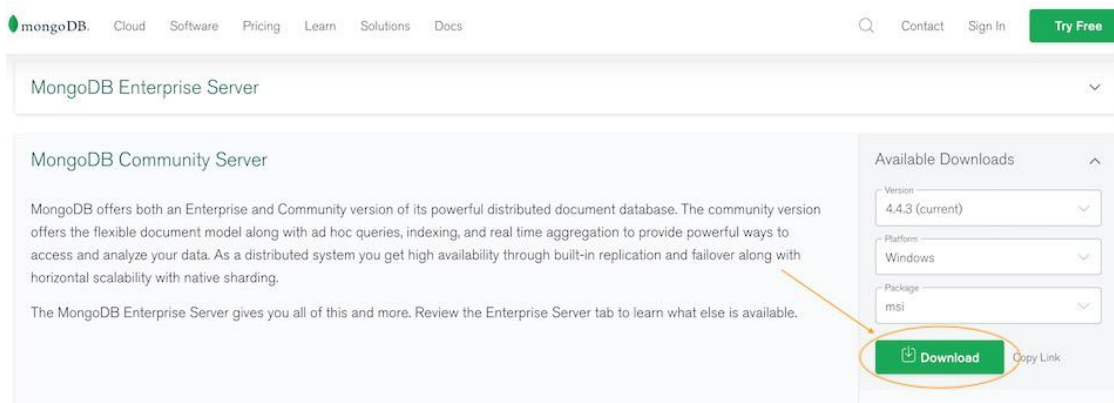 mongoDB. Cloud Software Pricing Learn Solutions Docs Contact Sign In Try Free
MongoDB Enterprise Server
MongoDB Community Server
MongoDB offers both an Enterprise and Community version of its powerful distributed document database. The community version
offers the flexible document model along with ad hoc queries, indexing, and real time aggregation to provide powerful ways to
access and analyze your data. As a distributed system you get high availability through built-in replication and failover along with
horizontal scalability with native sharding.
The MongoDB Enterprise Server gives you all of this and more. Review the Enterprise Server tab to learn what else is available.
Available Downloads
Version
4.4.3 (current)
Platform
Windows
Package
msi
Download Copy Link